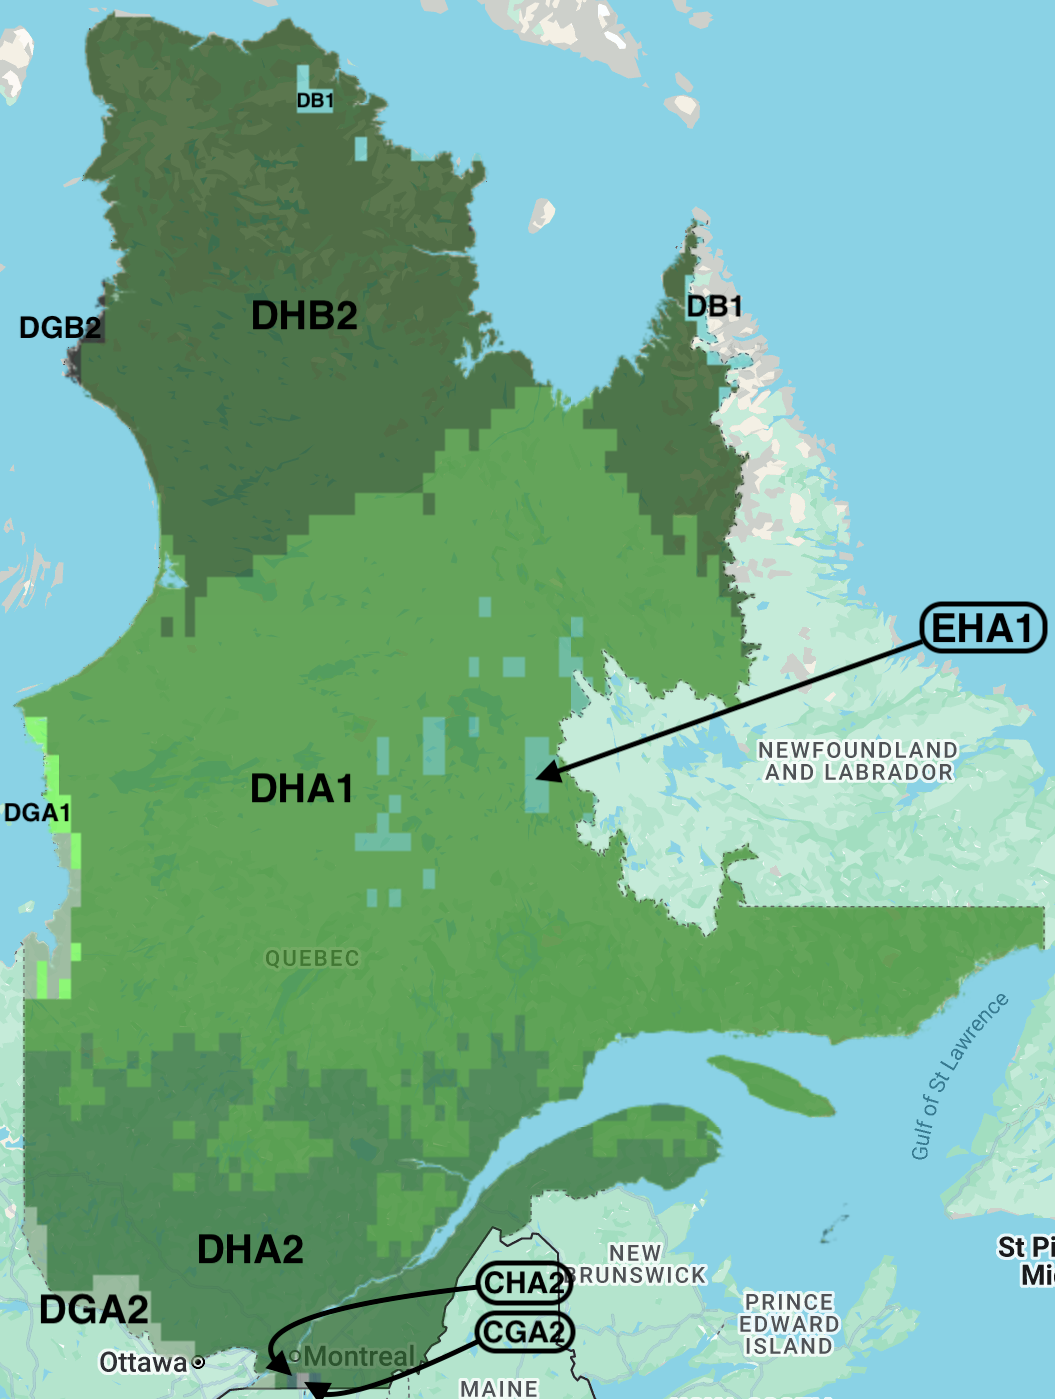 DB1
DGB2
DHB2
DB1
EHA1
NEWFOUNDLAND
AND LABRADOR
DHA1
DGA1
QUEBEC
Gulf of St Lawrence
DHA2
NEW
BRUNSWICK
St Pi
Mi
CHA2
DGA2
PRINCE
EDWARD
ISLAND
CGA2
Ottawa
Montreal
MAINE